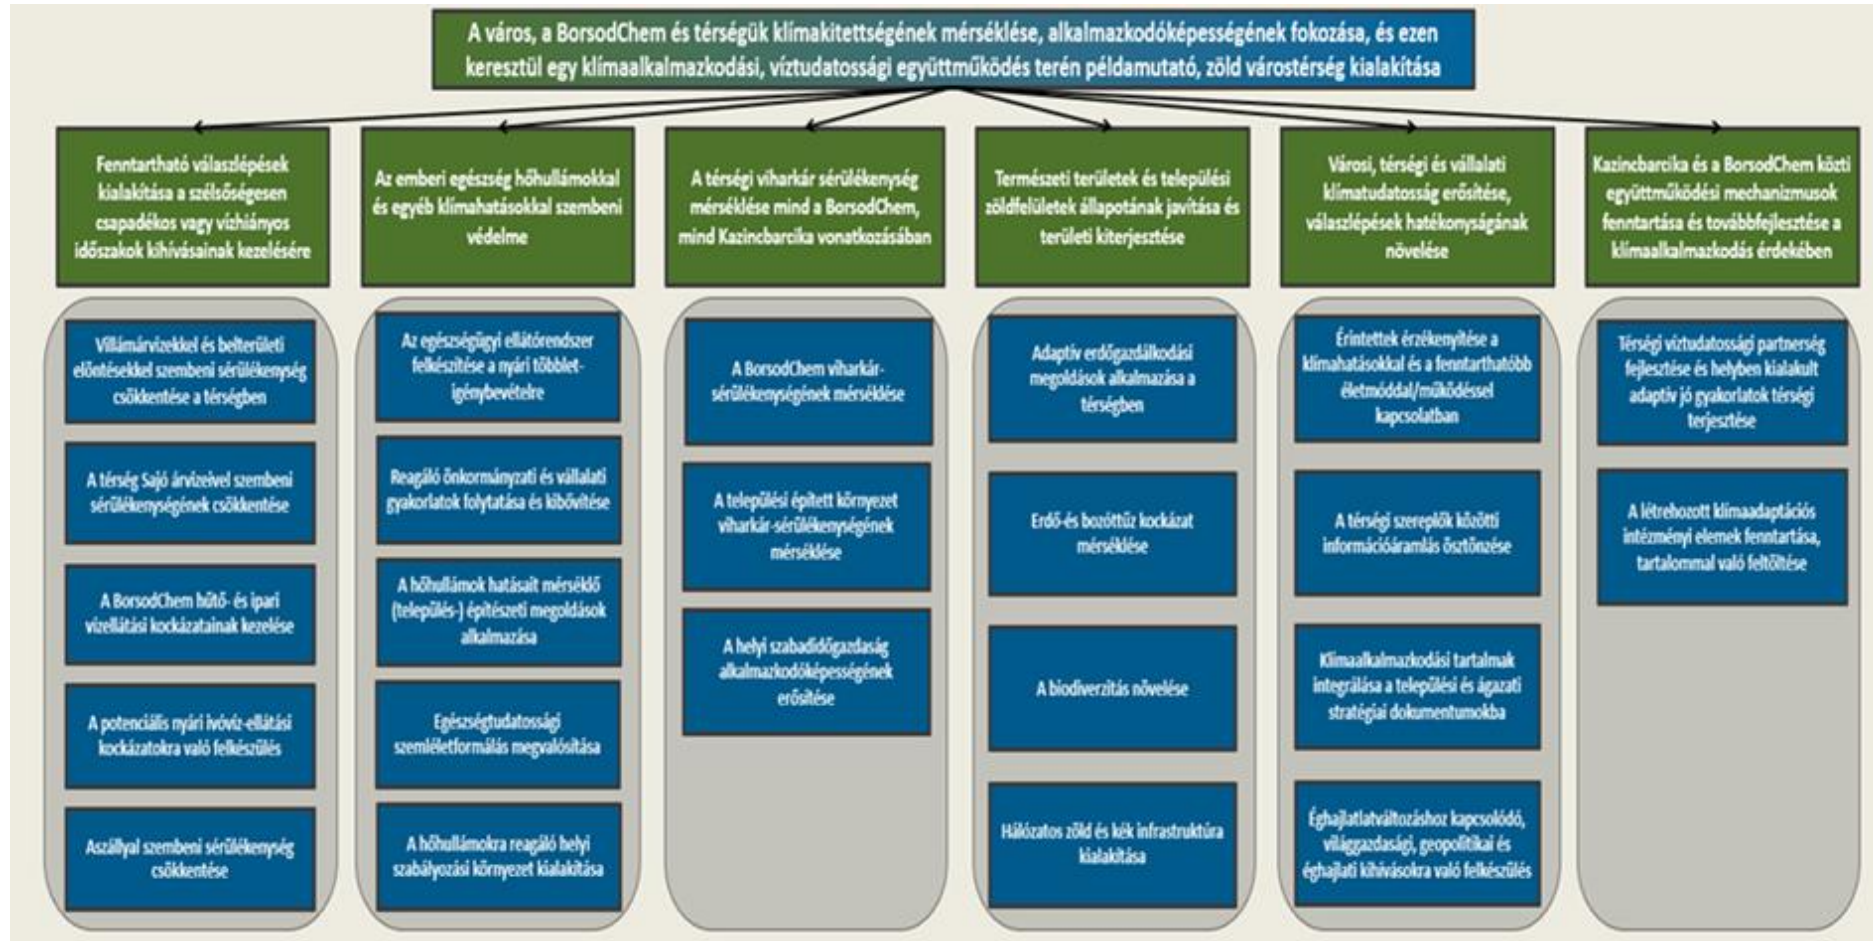 A város, a BorsodChem és térségük klímakitettségének mérséklése, alkalmazkodóképességének fokozása, és ezen
keresztül egy klímaalkalmazkodási, víztudatossági együttműködés terén példamutató, zöld várostérség kialakítása
Fenntartható válaszlépések
kialakítása a szélsőségesen
csapadékos vagy vízhiányos
időszakok kihívásainak kezelésére
Az emberi egészség hőhullámokkal
és egyéb klímahatásokkal szembeni
védelme
A térségi viharkár sérülékenység
mérséklése mind a BorsodChem,
mind Kazincbarcika vonatkozásában
Természeti területek és települési
zöldfelületek állapotának javítása és
területi kiterjesztése
Városi, térségi és vállalati
klímatudatosság erősítése,
válaszlépések hatékonyságának
növelése
Kazincbarcika és a BorsodChem közti
együttműködési mechanizmusok
fenntartása és továbbfejlesztése a
klímaalkalmazkodás érdekében
Villámárvizekkel és belterületi
elöntésekkel szembeni sérülékenység
csökkentése a térségben
A térség Sajó árvizeivel szembeni
sérülékenységének csökkentése
A BorsodChem hűtő- és ipari
vízellátási kockázatainak kezelése
A potenciális nyári ivóvíz-ellátási
kockázatokra való felkészülés
Aszállyal szembeni sérülékenység
csökkentése
Az egészségügyi ellátórendszer
felkészítése a nyári többlet-
igénybevételre
Reagáló önkormányzati és vállalati
gyakorlatok folytatása és kibővítése
A hőhullámok hatásait mérséklő
(település-) építészeti megoldások
alkalmazása
Egészségtudatossági
szemléletformálás megvalósítása
A hőhullámokra reagáló helyi
szabályozási környezet kialakítása
A BorsodChem viharkár-
sérülékenységének mérséklése
A települési épített környezet
viharkár-sérülékenységének
mérséklése
A helyi szabadidőgazdaság
alkalmazkodóképességének
erősítése
Adaptív erdőgazdálkodási
megoldások alkalmazása a
térségben
Erdő-és bozóttűz kockázat
mérséklése
A biodiverzitás növelése
Hálózatos zöld és kék infrastruktúra
kialakítása
Érintettek érzékenyítése a
klímahatásokkal és a fenntarthatóbb
életmóddal/működéssel
kapcsolatban
A térségi szereplők közötti
információáramlás ösztönzése
Klímaalkalmazkodási tartalmak
integrálása a települési és ágazati
stratégiai dokumentumokba
Éghajlatlatváltozáshoz kapcsolódó,
világgazdasági, geopolitikai és
éghajlati kihívásokra való felkészülés
Térségi víztudatossági partnerség
fejlesztése és helyben kialakult
adaptív jó gyakorlatok térségi
terjesztése
A létrehozott klímaadaptációs
intézményi elemek fenntartása,
tartalommal való feltöltése